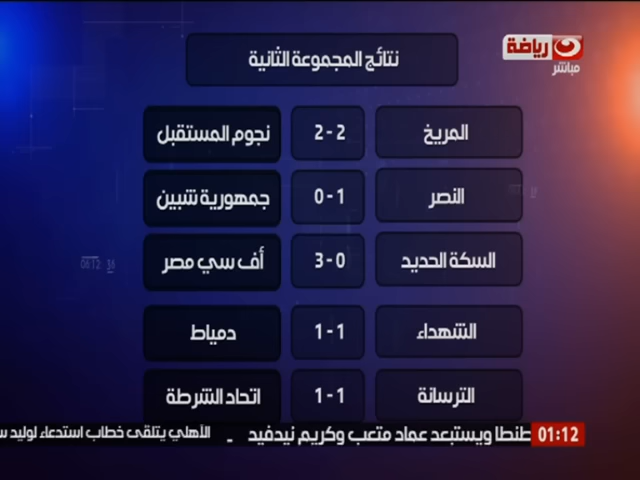 رياضة
مباشر
نتائج المجموعة الثانية
المريخ 2 - 2 نجوم المستقبل
النصر 1 - 0 جمهورية شبين
السكة الحديد 0 - 3 أف سي مصر
الشهداء 1 - 1 دمياط
الترسانة 1 - 1 اتحاد الشرطة
01:12 طنطا ويستبعد عماد متعب وكريم نيدفيد _ الأهلي يتلقى خطاب استدعاء لوليد